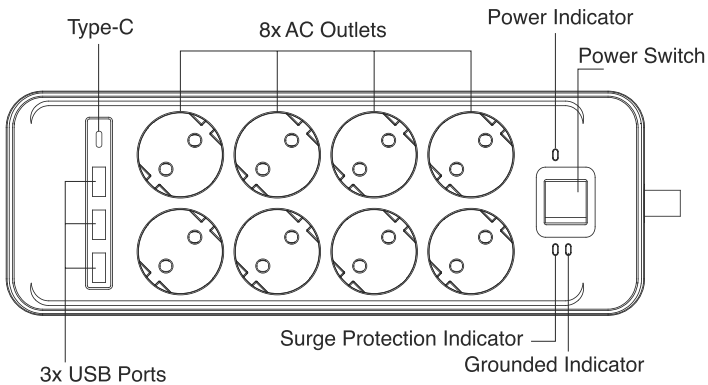 Type-C
8x AC Outlets
Power Indicator
Power Switch
Surge Protection Indicator
Grounded Indicator
3x USB Ports